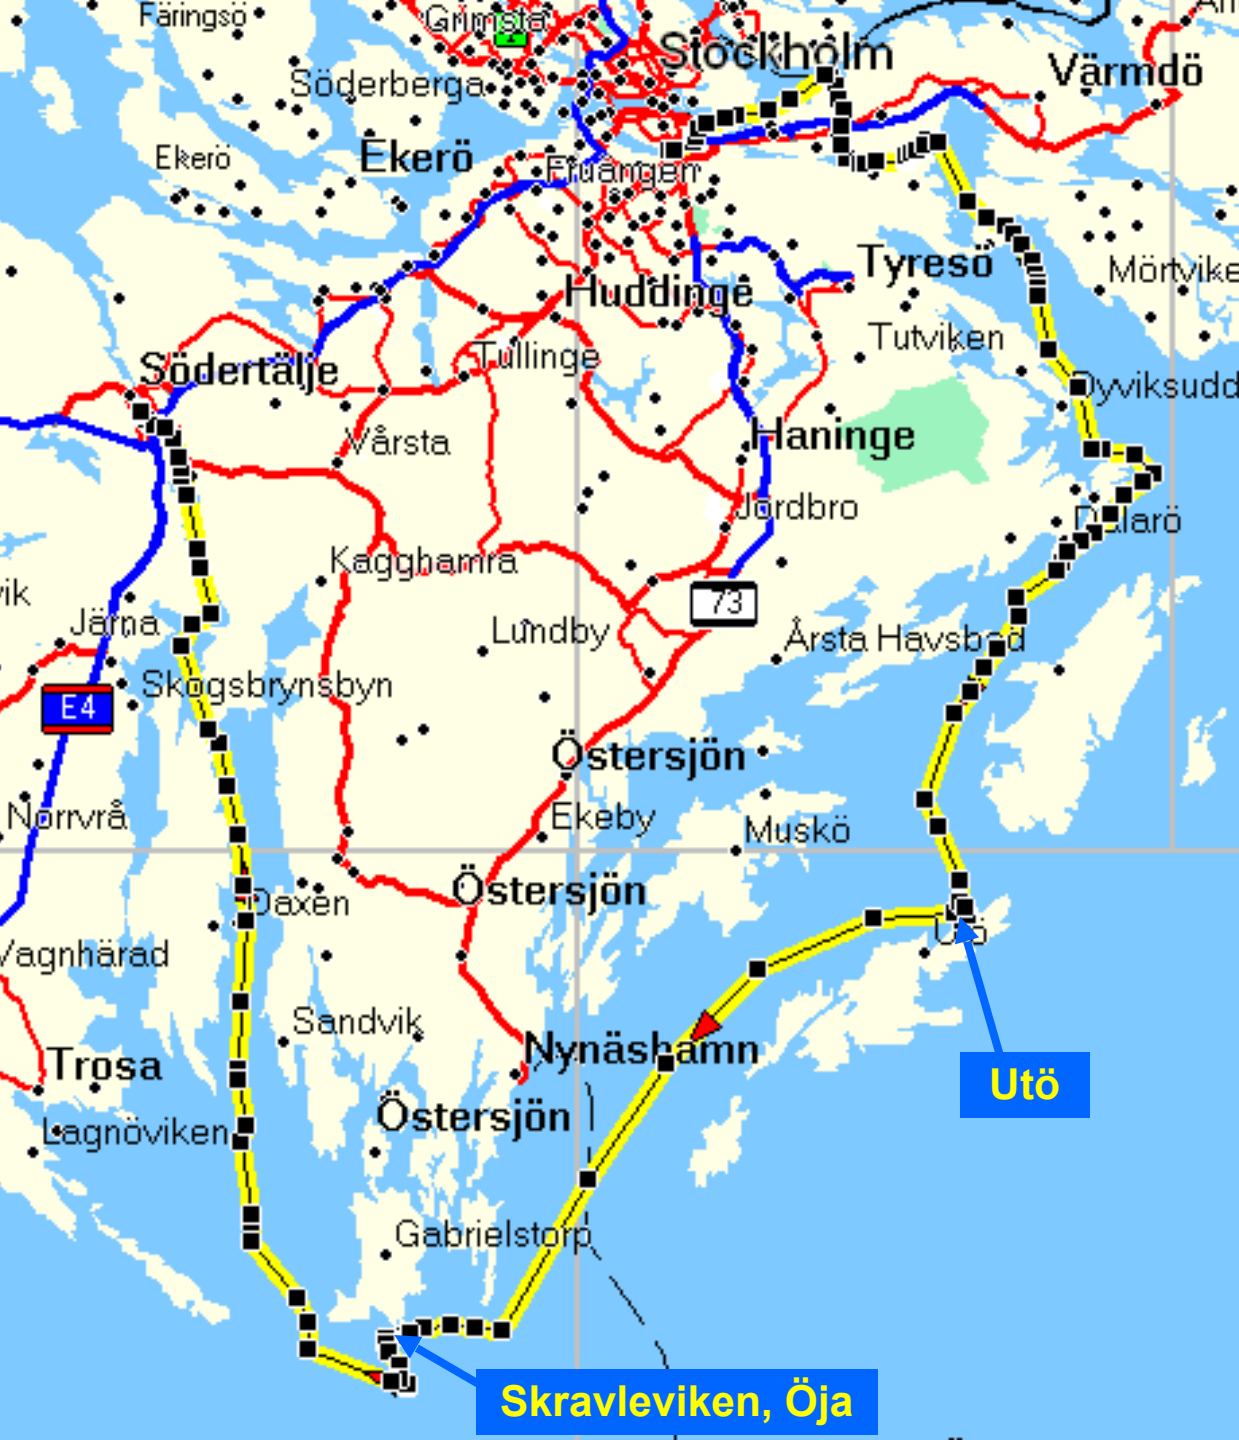 Färingsö
Grimsta
Stockholm
Värmdö
Söderberga
Ekerö
Ekerö
Fruängen
Tyresö
Mörtvike
Huddinge
Tutviken
Tullinge
Södertälje
Dyviksudd
Vårsta
Haninge
Jordbro
Dalarö
Kagghamra
vik
73
Järna
Lundby
Årsta Havsbad
Skogsbrynsbyn
E4
Östersjön
Norrvrå
Ekeby
Muskö
Östersjön
Daxen
Utö
Vagnhärad
Sandvik
Nynäshamn
Trosa
Utö
Östersjön
Lagnöviken
Gabrielstorp
Skravleviken, Öja